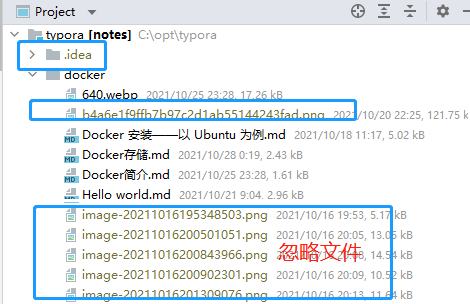 Project
typora [notes] C:\opt\typora
.idea
docker
640.webp 2021/10/25 23:28, 17.26 kB
b4a6e1f9ffb7b97c2d1ab55144243fad.png 2021/10/20 22:25, 121.75 k
Docker 安装——以 Ubuntu 为例.md 2021/10/18 11:17, 5.02 kB
Docker存储.md 2021/10/28 0:19, 2.43 kB
Docker简介.md 2021/10/25 23:28, 1.61 kB
Hello world.md 2021/10/21 9:04, 2.96 kB
image-20211016195348503.png 2021/10/16 19:53, 5.17 kB
image-20211016200501051.png 2021/10/16 20:05, 13.05 kB
image-20211016200843966.png 2021/10/16 20:08, 14.54 kB
忽略文件
image-20211016200902301.png 2021/10/16 20:09, 10.52 kB
image-20211016201309076.png 2021/10/16 20:13, 11.64 kB